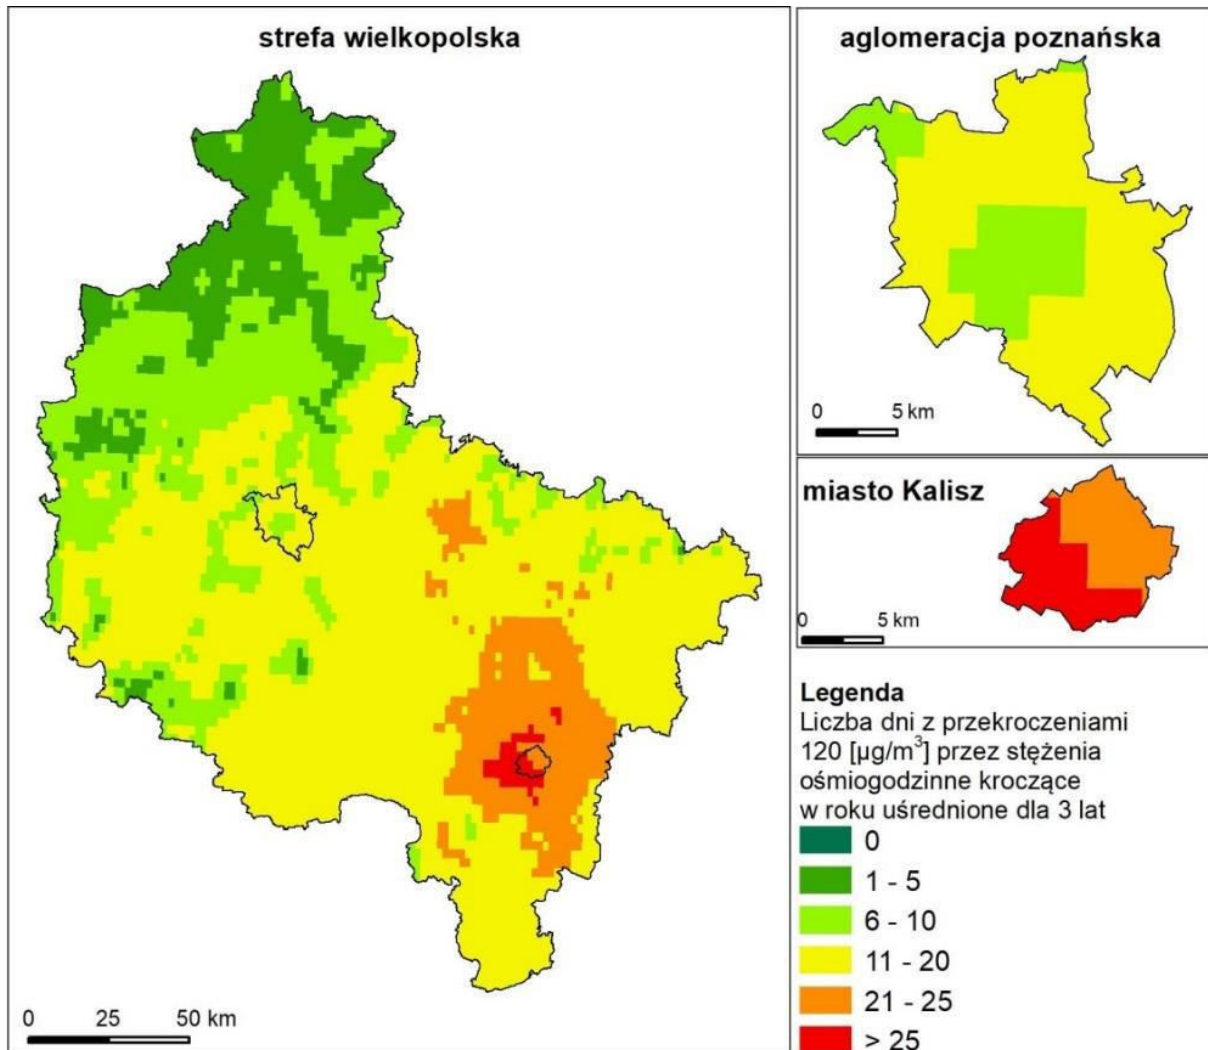 strefa wielkopolska
0 25 50 km
aglomeracja poznańska
0 5 km
miasto Kalisz
0 5 km
Legenda
Liczba dni z przekroczeniami
120 [µg/m³] przez stężenia
ośmiogodzinne kroczące
w roku uśrednione dla 3 lat
0
1 - 5
6 - 10
11 - 20
21 - 25
> 25